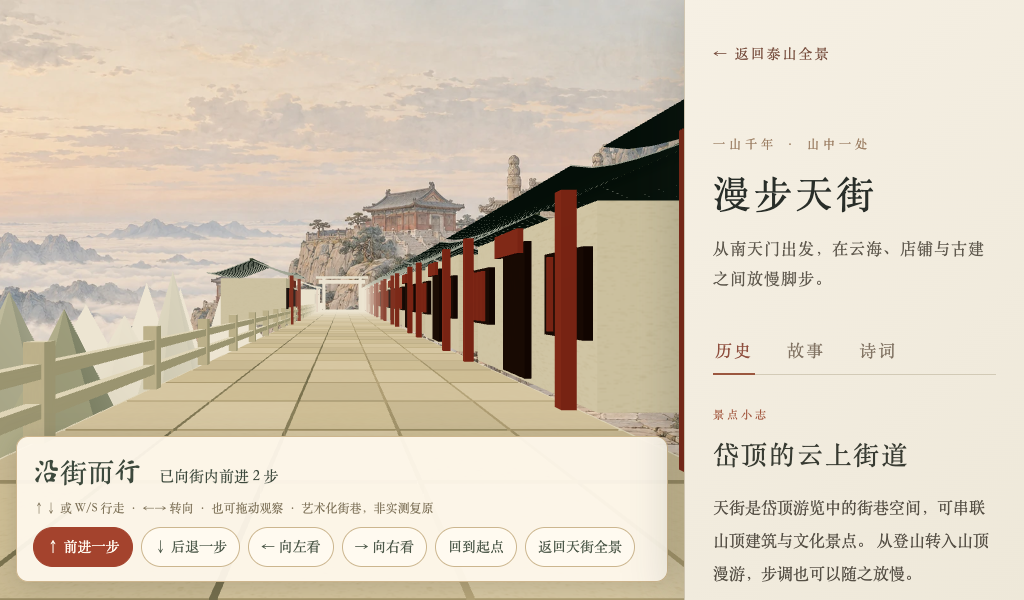 ← 返回泰山全景
一山千年 · 山中一处
漫步天街
从南天门出发，在云海、店铺与古建
之间放慢脚步。
历史 故事 诗词
景点小志
岱顶的云上街道
天街是岱顶游览中的街巷空间，可串联
山顶建筑与文化景点。从登山转入山顶
漫游，步调也可以随之放慢。
沿街而行 已向街内前进 2 步
↑↓ 或 W/S 行走 · ←→ 转向 · 也可拖动观察 · 艺术化街巷，非实测复原
↑ 前进一步 ↓ 后退一步 ← 向左看 → 向右看 回到起点 返回天街全景